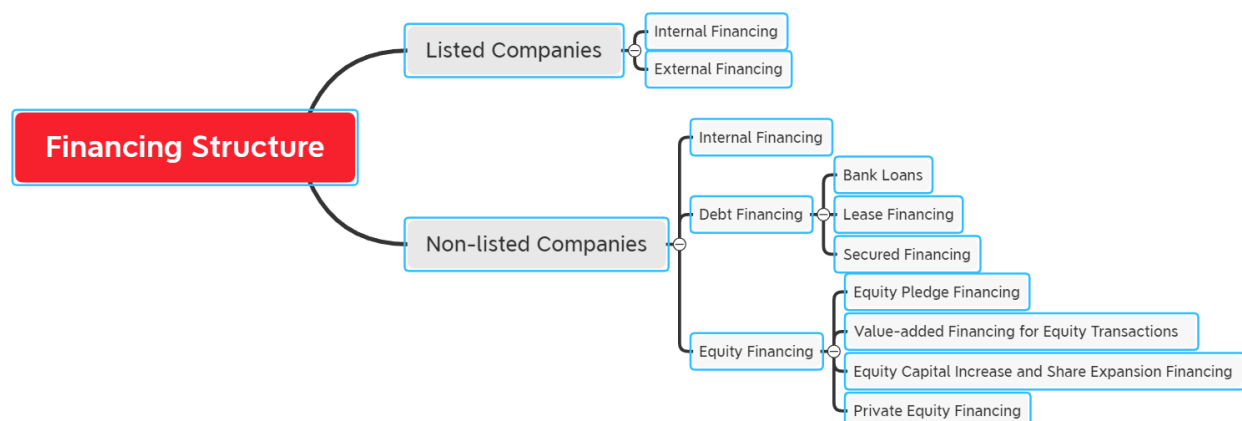 Financing Structure
Listed Companies
Internal Financing
External Financing
Non-listed Companies
Internal Financing
Debt Financing
Bank Loans
Lease Financing
Secured Financing
Equity Financing
Equity Pledge Financing
Value-added Financing for Equity Transactions
Equity Capital Increase and Share Expansion Financing
Private Equity Financing